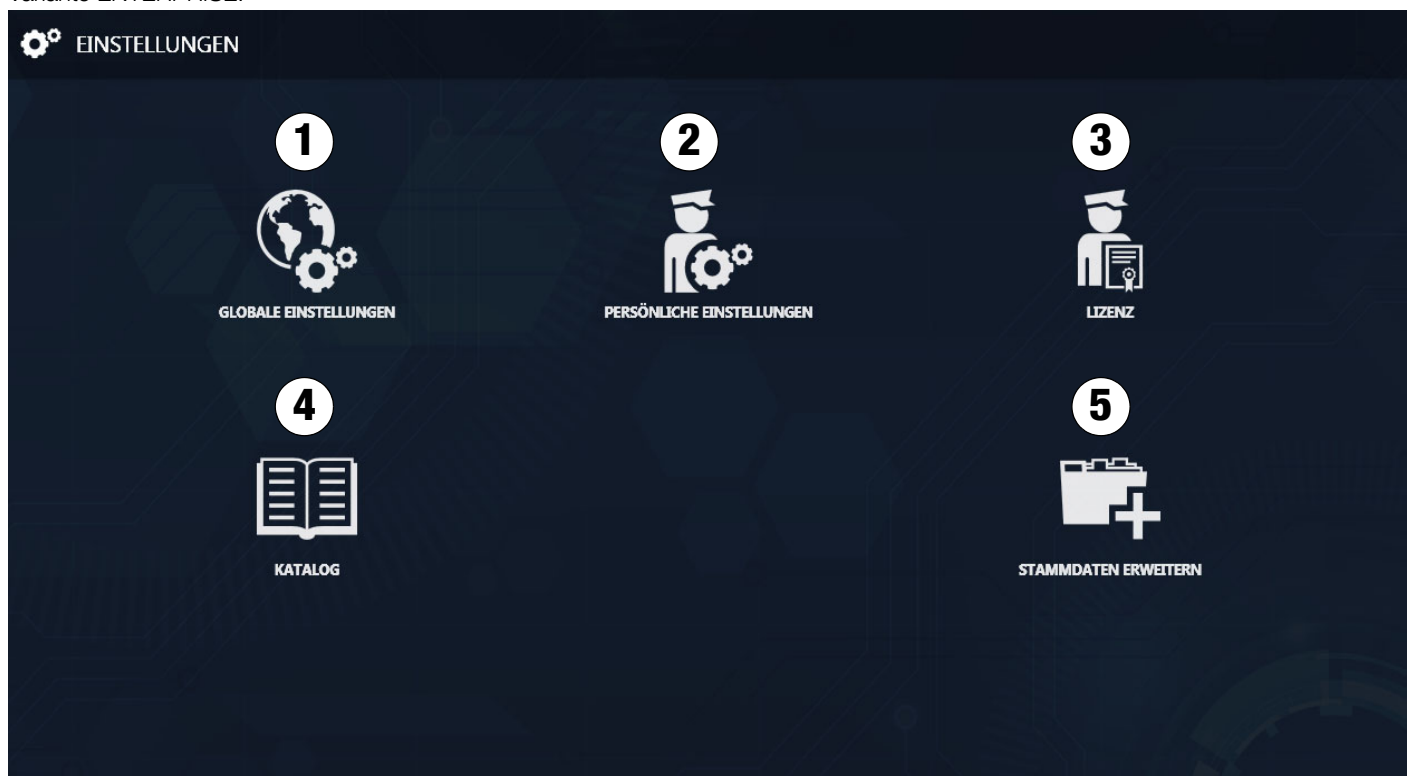 EINSTELLUNGEN
1 2 3
GLOBALE EINSTELLUNGEN PERSÖNLICHE EINSTELLUNGEN LIZENZ
4 5
KATALOG STAMMDATEN ERWEITERN